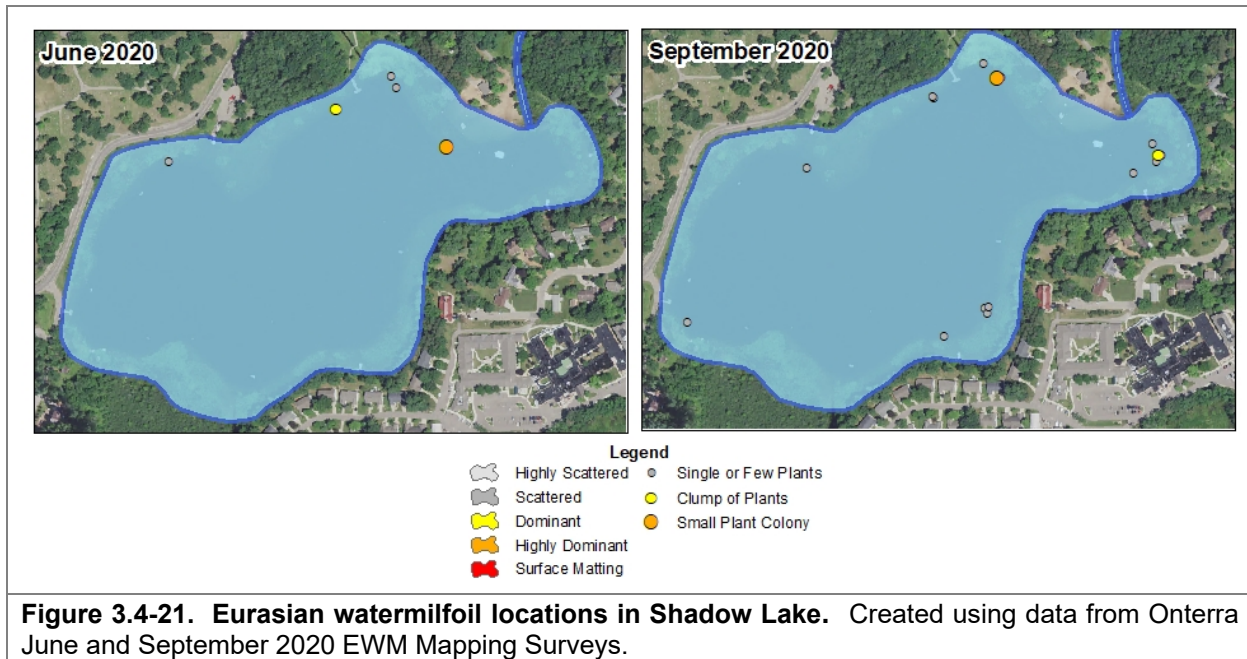 June 2020
September 2020
Legend
Highly Scattered
Scattered
Dominant
Highly Dominant
Surface Matting
Single or Few Plants
Clump of Plants
Small Plant Colony
Figure 3.4-21. Eurasian watermilfoil locations in Shadow Lake. Created using data from Onterra
June and September 2020 EWM Mapping Surveys.